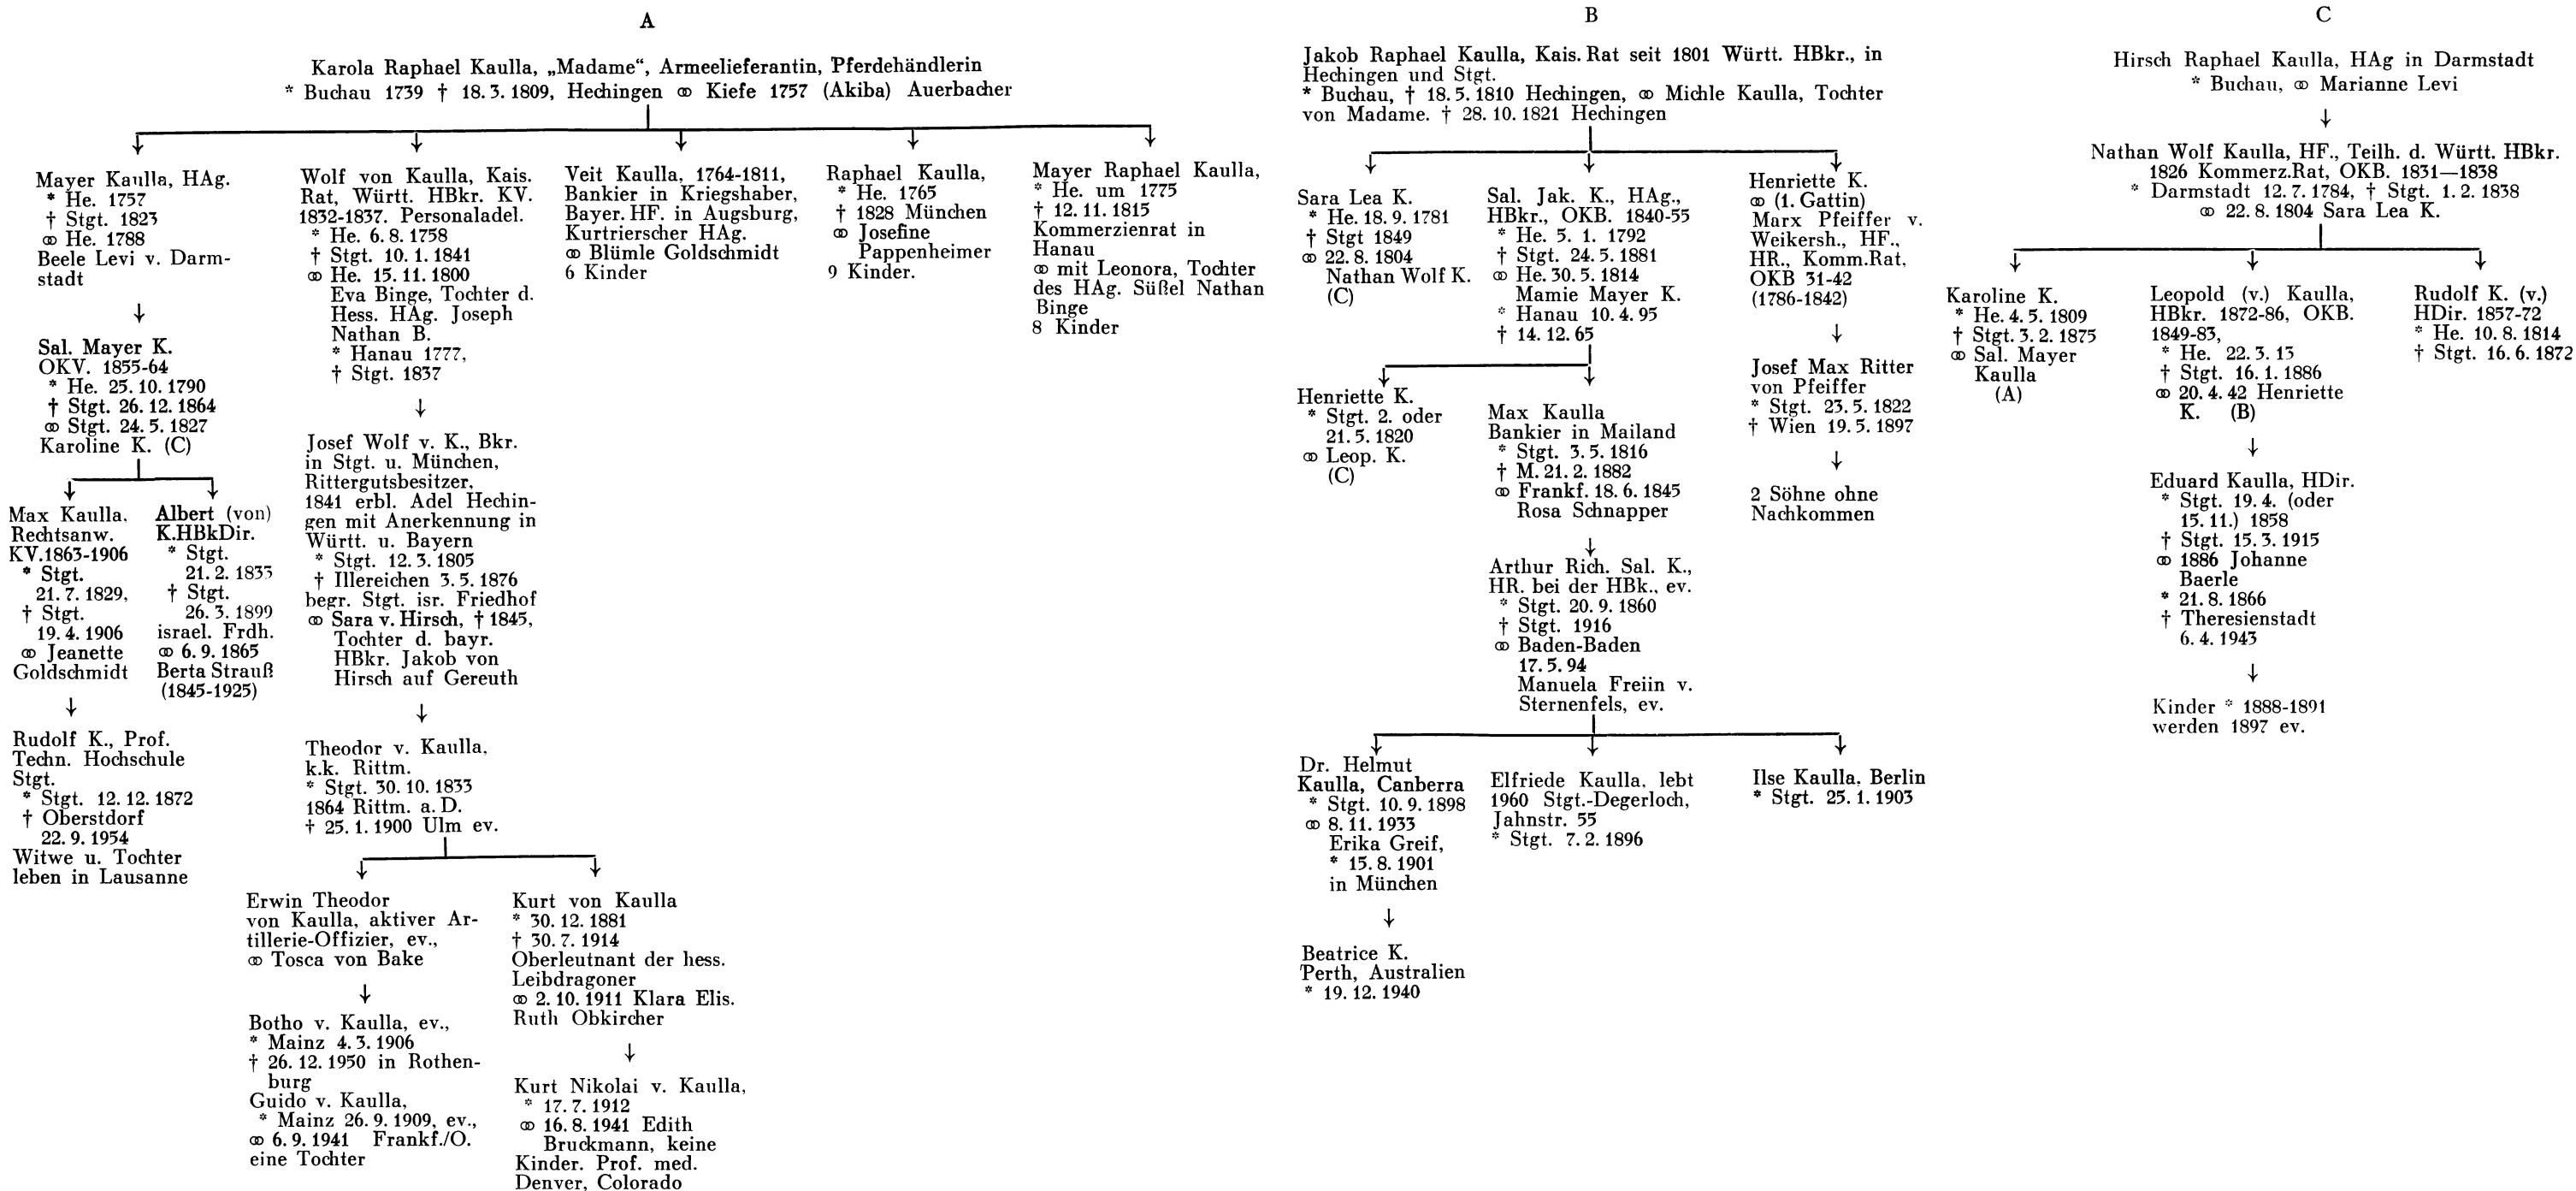 A
Karola Raphael Kaulla, „Madame“, Armeelieferantin, Pferdehändlerin
* Buchau 1739 † 18. 3. 1809, Hechingen ⚭ Kiefe 1757 (Akiba) Auerbacher
Mayer Kaulla, HAg.
* He. 1757
† Stgt. 1823
⚭ He. 1788
Beele Levi v. Darm-
stadt
Sal. Mayer K.
OKV. 1855-64
* He. 25. 10. 1790
† Stgt. 26. 12. 1864
⚭ Stgt. 24. 5. 1827
Karoline K. (C)
Max Kaulla,
Rechtsanw.
KV. 1863-1906
* Stgt.
21. 7. 1829,
† Stgt.
19. 4. 1906
⚭ Jeanette
Goldschmidt
Rudolf K., Prof.
Techn. Hochschule
Stgt.
* Stgt. 12. 12. 1872
† Oberstdorf
22. 9. 1954
Witwe u. Tochter
leben in Lausanne
Albert (von)
K.HBkDir.
* Stgt.
21. 2. 1833
† Stgt.
26. 3. 1899
israel. Frdh.
⚭ 6. 9. 1865
Berta Strauß
(1845-1925)
Wolf von Kaulla, Kais.
Rat, Württ. HBkr. KV.
1832-1837. Personaladel.
* He. 6. 8. 1758
† Stgt. 10. 1. 1841
⚭ He. 15. 11. 1800
Eva Binge, Tochter d.
Hess. HAg. Joseph
Nathan B.
* Hanau 1777,
† Stgt. 1837
Josef Wolf v. K., Bkr.
in Stgt. u. München,
Rittergutsbesitzer,
1841 erbl. Adel Hechin-
gen mit Anerkennung in
Württ. u. Bayern
* Stgt. 12. 3. 1805
† Illereichen 3. 5. 1876
begr. Stgt. isr. Friedhof
⚭ Sara v. Hirsch, † 1845,
Tochter d. bayr.
HBkr. Jakob von
Hirsch auf Gereuth
Theodor v. Kaulla,
k.k. Rittm.
* Stgt. 30. 10. 1833
1864 Rittm. a. D.
† 25. 1. 1900 Ulm ev.
Erwin Theodor
von Kaulla, aktiver Ar-
tillerie-Offizier, ev.,
⚭ Tosca von Bake
Botho v. Kaulla, ev.,
* Mainz 4. 3. 1906
† 26. 12. 1950 in Rothen-
burg
Guido v. Kaulla,
* Mainz 26. 9. 1909, ev.,
⚭ 6. 9. 1941 Frankf./O.
eine Tochter
Kurt von Kaulla
* 30. 12. 1881
† 30. 7. 1914
Oberleutnant der hess.
Leibdragoner
⚭ 2. 10. 1911 Klara Elis.
Ruth Obkircher
Kurt Nikolai v. Kaulla,
* 17. 7. 1912
⚭ 16. 8. 1941 Edith
Bruckmann, keine
Kinder. Prof. med.
Denver, Colorado
Veit Kaulla, 1764-1811,
Bankier in Kriegshaber,
Bayer. HF. in Augsburg,
Kurtrierscher HAg.
⚭ Blümle Goldschmidt
6 Kinder
Raphael Kaulla,
* He. 1765
† 1828 München
⚭ Josefine
Pappenheimer
9 Kinder.
Mayer Raphael Kaulla,
* He. um 1775
† 12. 11. 1815
Kommerzienrat in
Hanau
⚭ mit Leonora, Tochter
des HAg. Süßel Nathan
Binge
8 Kinder
B
Jakob Raphael Kaulla, Kais. Rat seit 1801 Württ. HBkr., in
Hechingen und Stgt.
* Buchau, † 18. 5. 1810 Hechingen, ⚭ Michle Kaulla, Tochter
von Madame. † 28. 10. 1821 Hechingen
Sara Lea K.
* He. 18. 9. 1781
† Stgt 1849
⚭ 22. 8. 1804
Nathan Wolf K.
(C)
Sal. Jak. K., HAg.,
HBkr., OKB. 1840-55
* He. 5. 1. 1792
† Stgt. 24. 5. 1881
⚭ He. 30. 5. 1814
Mamie Mayer K.
* Hanau 10. 4. 95
† 14. 12. 65
Henriette K.
* Stgt. 2. oder
21. 5. 1820
⚭ Leop. K.
(C)
Max Kaulla
Bankier in Mailand
* Stgt. 3. 5. 1816
† M. 21. 2. 1882
⚭ Frankf. 18. 6. 1845
Rosa Schnapper
Arthur Rich. Sal. K.,
HR. bei der HBk., ev.
* Stgt. 20. 9. 1860
† Stgt. 1916
⚭ Baden-Baden
17. 5. 94
Manuela Freiin v.
Sternenfels, ev.
Dr. Helmut
Kaulla, Canberra
* Stgt. 10. 9. 1898
⚭ 8. 11. 1933
Erika Greif,
* 15. 8. 1901
in München
Beatrice K.
Perth, Australien
* 19. 12. 1940
Elfriede Kaulla, lebt
1960 Stgt.-Degerloch,
Jahnstr. 55
* Stgt. 7. 2. 1896
Ilse Kaulla, Berlin
* Stgt. 25. 1. 1903
Henriette K.
⚭ (1. Gattin)
Marx Pfeiffer v.
Weikersh., HF.,
HR., Komm.Rat,
OKB 31-42
(1786-1842)
Josef Max Ritter
von Pfeiffer
* Stgt. 23. 5. 1822
† Wien 19. 5. 1897
2 Söhne ohne
Nachkommen
C
Hirsch Raphael Kaulla, HAg in Darmstadt
* Buchau, ⚭ Marianne Levi
Nathan Wolf Kaulla, HF., Teilh. d. Württ. HBkr.
1826 Kommerz.Rat, OKB. 1831—1838
* Darmstadt 12. 7. 1784, † Stgt. 1. 2. 1838
⚭ 22. 8. 1804 Sara Lea K.
Karoline K.
* He. 4. 5. 1809
† Stgt. 3. 2. 1875
⚭ Sal. Mayer
Kaulla
(A)
Leopold (v.) Kaulla,
HBkr. 1872-86, OKB.
1849-83,
* He. 22. 3. 13
† Stgt. 16. 1. 1886
⚭ 20. 4. 42 Henriette
K. (B)
Eduard Kaulla, HDir.
* Stgt. 19. 4. (oder
15. 11.) 1858
† Stgt. 15. 3. 1915
⚭ 1886 Johanne
Baerle
* 21. 8. 1866
† Theresienstadt
6. 4. 1943
Kinder * 1888-1891
werden 1897 ev.
Rudolf K. (v.)
HDir. 1857-72
* He. 10. 8. 1814
† Stgt. 16. 6. 1872